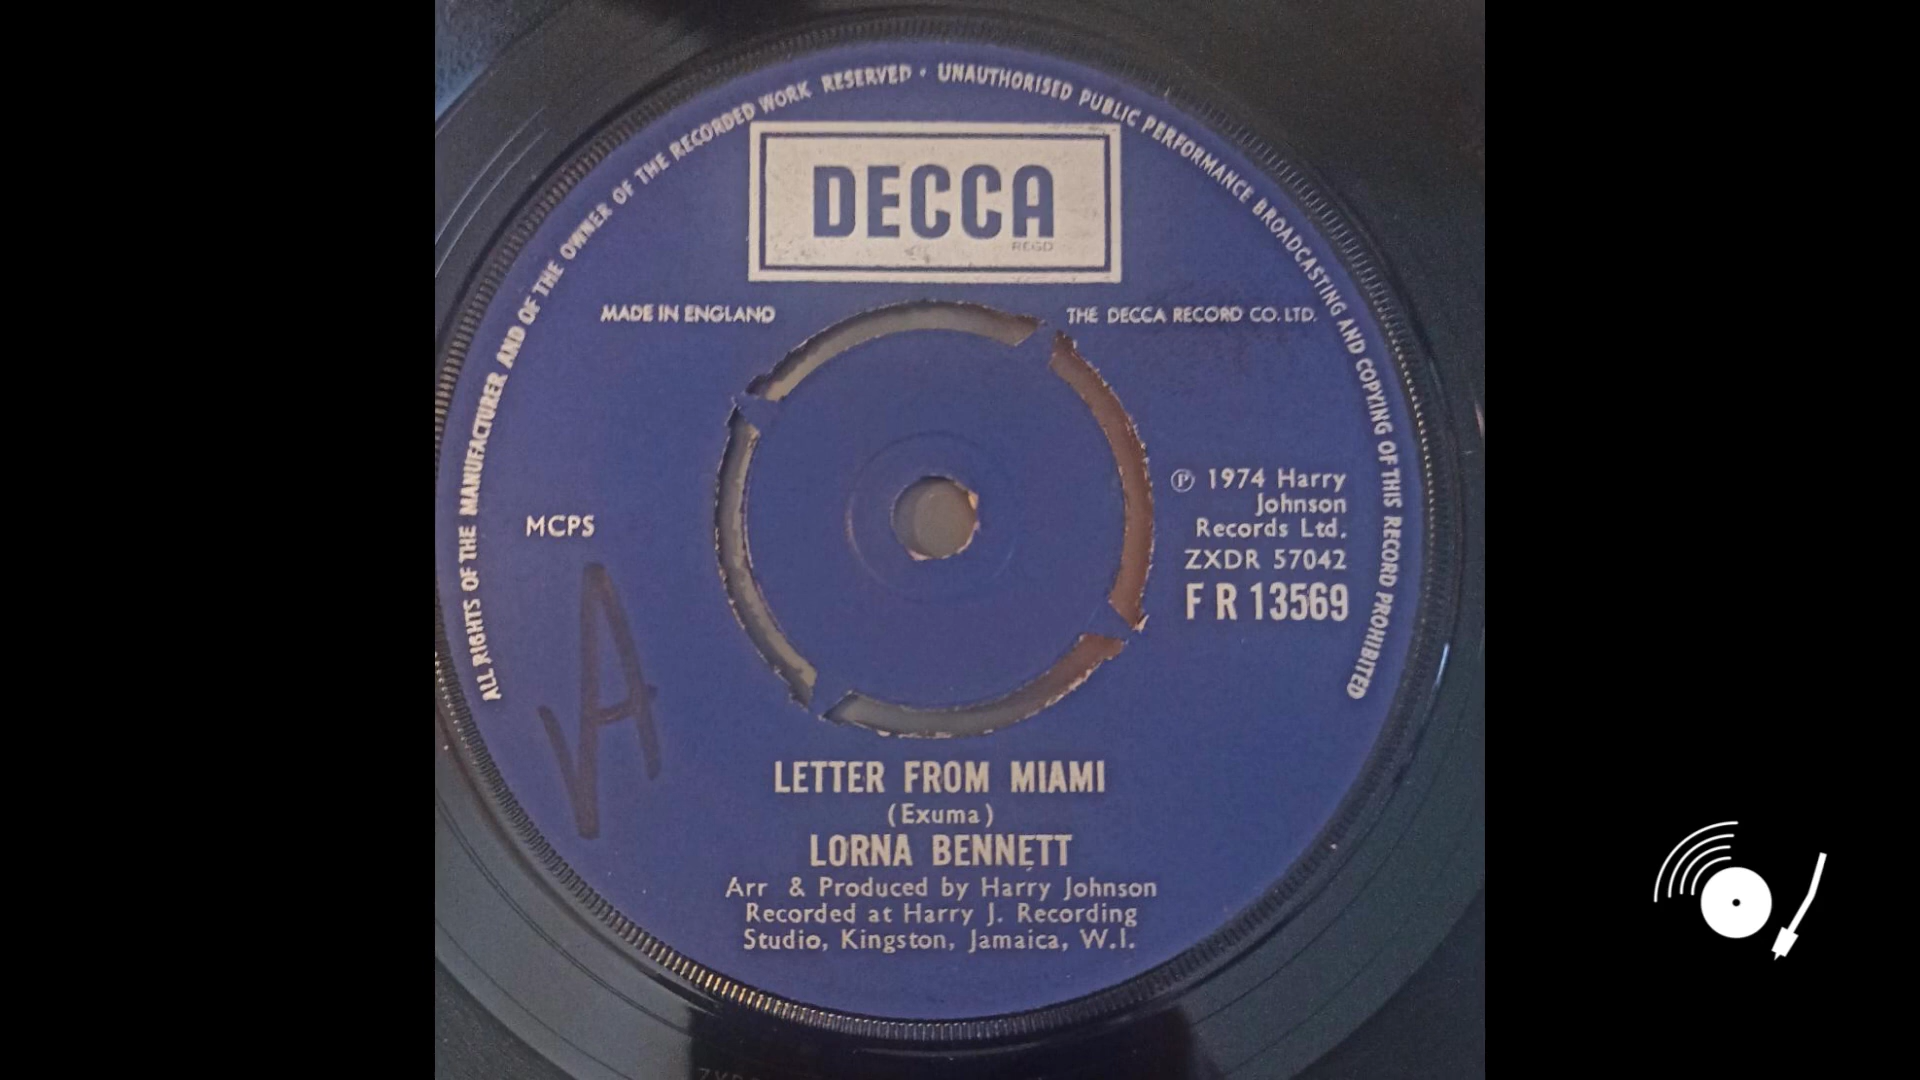 ALL RIGHTS OF THE MANUFACTURER AND OF THE OWNER OF THE RECORDED WORK RESERVED • UNAUTHORISED PUBLIC PERFORMANCE BROADCASTING AND COPYING OF THIS RECORD PROHIBITED
DECCA
REGD
MADE IN ENGLAND
THE DECCA RECORD CO. LTD.
℗ 1974 Harry
Johnson
Records Ltd.
MCPS
ZXDR 57042
F R 13569
A
LETTER FROM MIAMI
(Exuma)
LORNA BENNETT
Arr & Produced by Harry Johnson
Recorded at Harry J. Recording
Studio, Kingston, Jamaica, W.I.